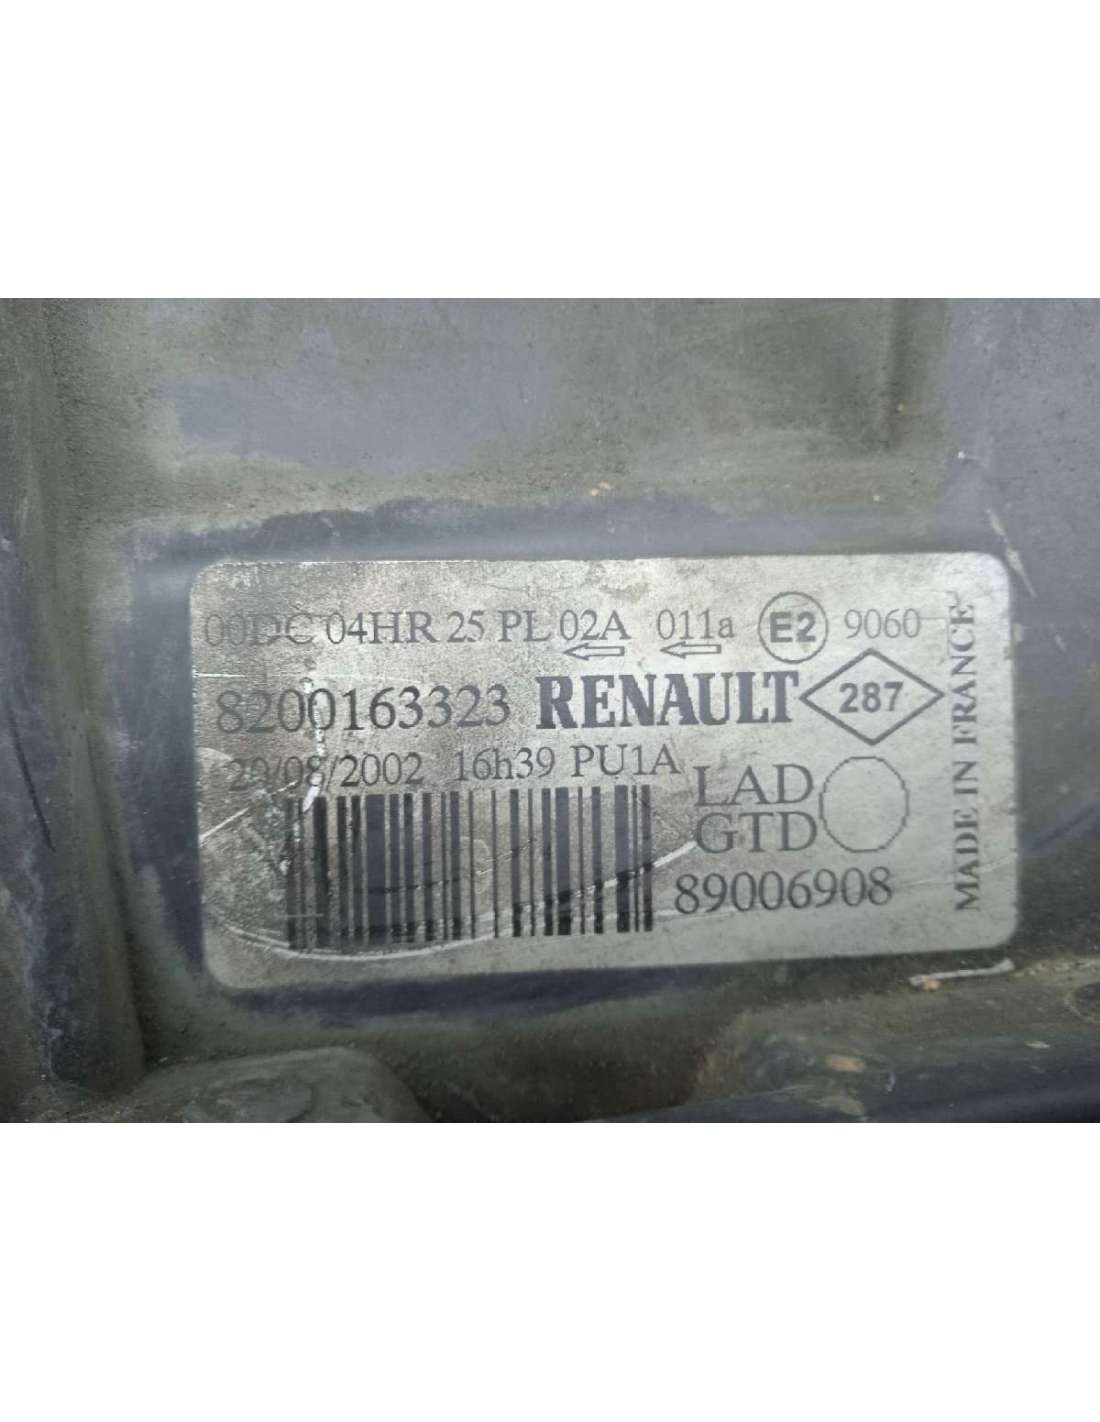 00DC 04HR 25 PL 02A 011a E2 9060
8200163323 RENAULT 287
20/08/2002 16h39 PU1A
LAD
GTD
89006908
MADE IN FRANCE